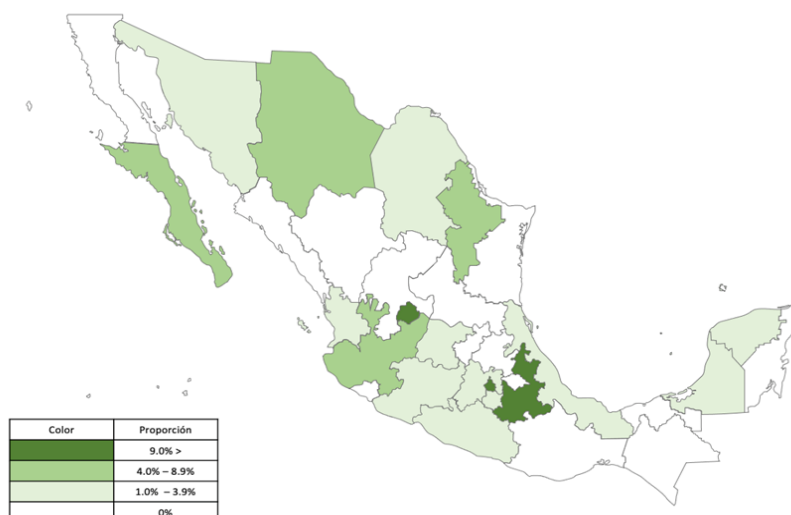 Color Proporción
9.0% >
4.0% – 8.9%
1.0% – 3.9%
0%